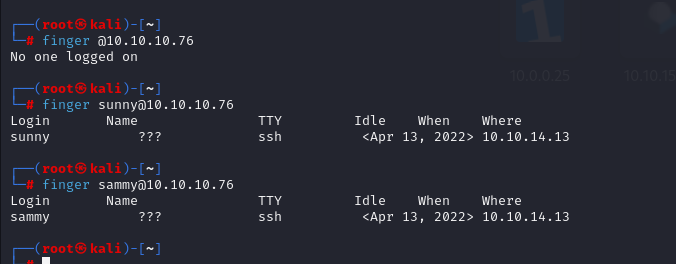 10.0.0.25 10.10.15
┌──(root㉿kali)-[~]
└─# finger @10.10.10.76
No one logged on
┌──(root㉿kali)-[~]
└─# finger sunny@10.10.10.76
Login       Name               TTY         Idle    When    Where
sunny           ???            ssh          <Apr 13, 2022> 10.10.14.13
┌──(root㉿kali)-[~]
└─# finger sammy@10.10.10.76
Login       Name               TTY         Idle    When    Where
sammy           ???            ssh          <Apr 13, 2022> 10.10.14.13
┌──(root㉿kali)-[~]
└─#